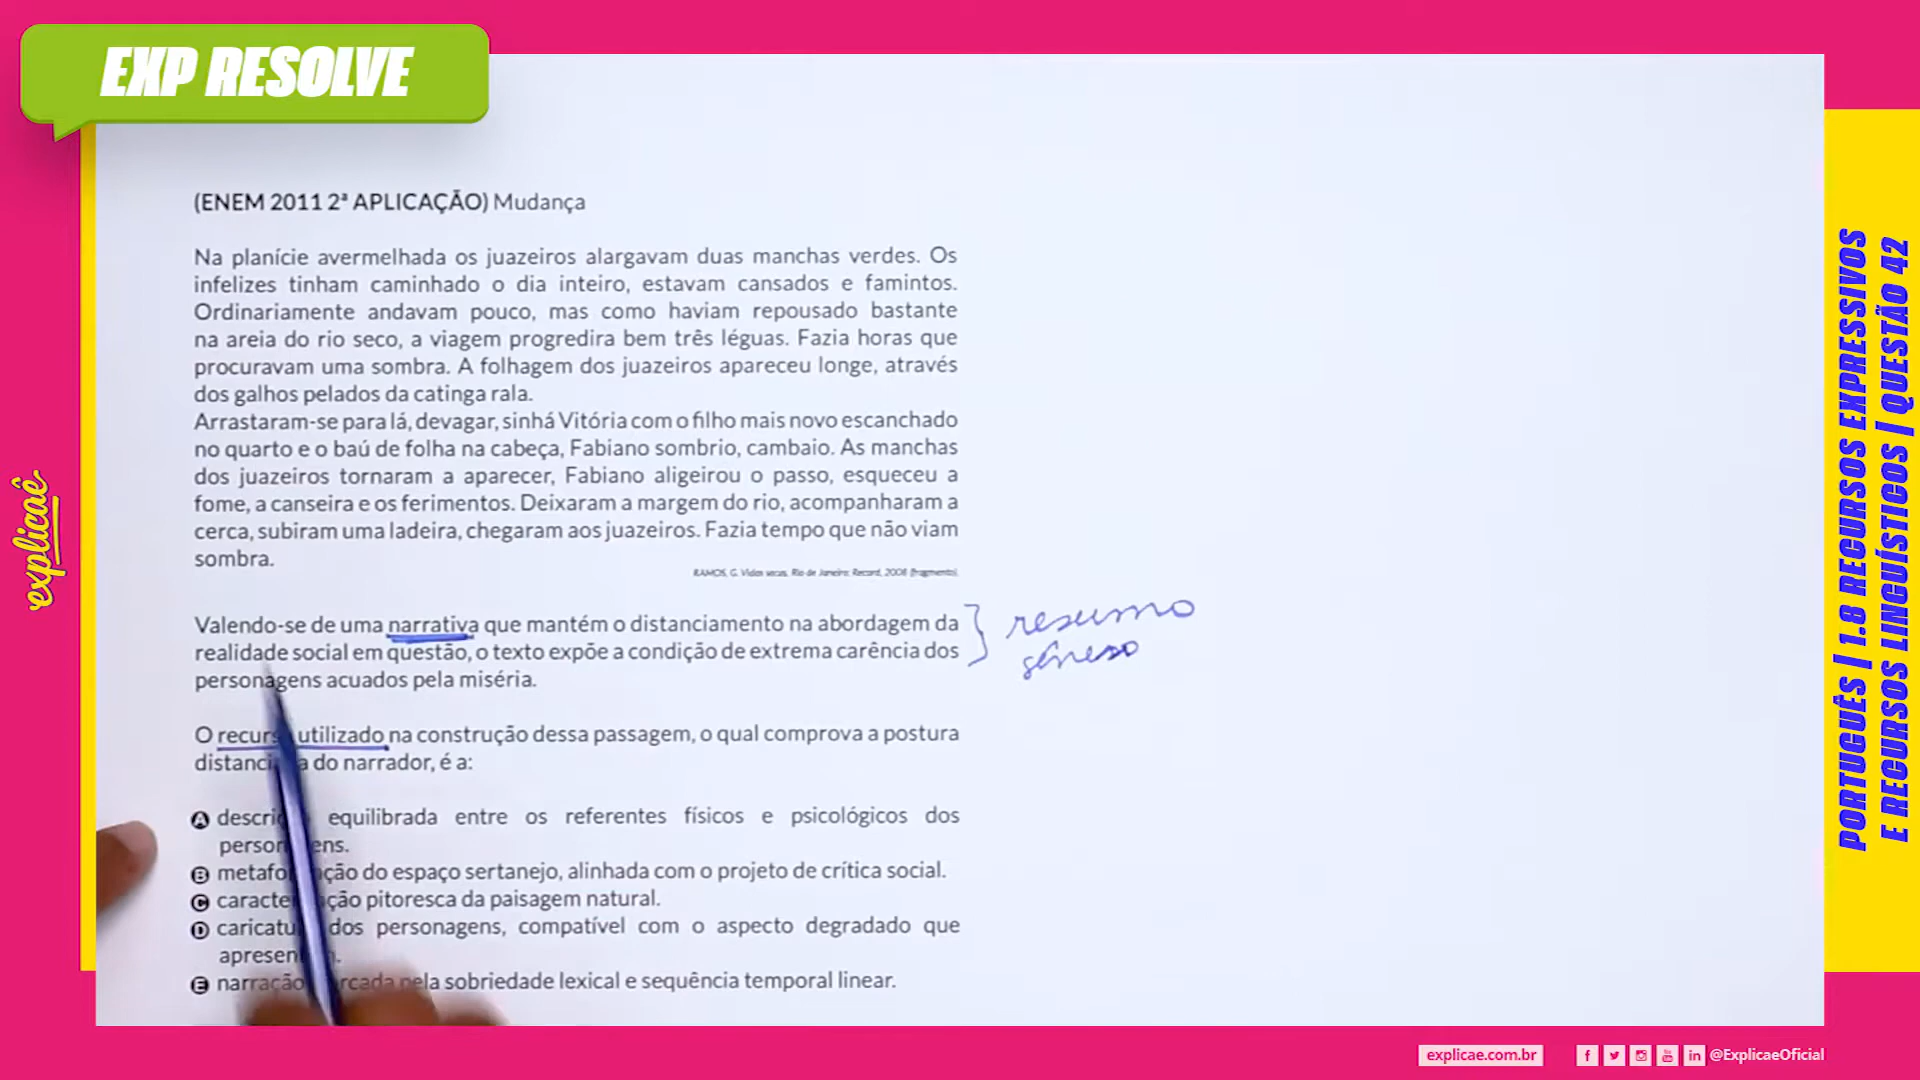 EXP RESOLVE
(ENEM 2011 2ª APLICAÇÃO) Mudança
Na planície avermelhada os juazeiros alargavam duas manchas verdes. Os
infelizes tinham caminhado o dia inteiro, estavam cansados e famintos.
Ordinariamente andavam pouco, mas como haviam repousado bastante
na areia do rio seco, a viagem progredira bem três léguas. Fazia horas que
procuravam uma sombra. A folhagem dos juazeiros apareceu longe, através
dos galhos pelados da catinga rala.
Arrastaram-se para lá, devagar, sinhá Vitória com o filho mais novo escanchado
no quarto e o baú de folha na cabeça, Fabiano sombrio, cambaio. As manchas
dos juazeiros tornaram a aparecer, Fabiano aligeirou o passo, esqueceu a
fome, a canseira e os ferimentos. Deixaram a margem do rio, acompanharam a
cerca, subiram uma ladeira, chegaram aos juazeiros. Fazia tempo que não viam
sombra.
RAMOS, G. Vidas secas. Rio de Janeiro: Record, 2008 (fragmento).
Valendo-se de uma narrativa que mantém o distanciamento na abordagem da
realidade social em questão, o texto expõe a condição de extrema carência dos
personagens acuados pela miséria.
} resumo
gênero
O recurs utilizado na construção dessa passagem, o qual comprova a postura
distanci a do narrador, é a:
A descri equilibrada entre os referentes físicos e psicológicos dos
person ens.
B metafo ção do espaço sertanejo, alinhada com o projeto de crítica social.
C caracte ção pitoresca da paisagem natural.
D caricatu dos personagens, compatível com o aspecto degradado que
apresen .
E narração rcada pela sobriedade lexical e sequência temporal linear.
explicaê
PORTUGUÊS | 1.8 RECURSOS EXPRESSIVOS
E RECURSOS LINGUÍSTICOS | QUESTÃO 42
explicae.com.br
@ExplicaeOficial